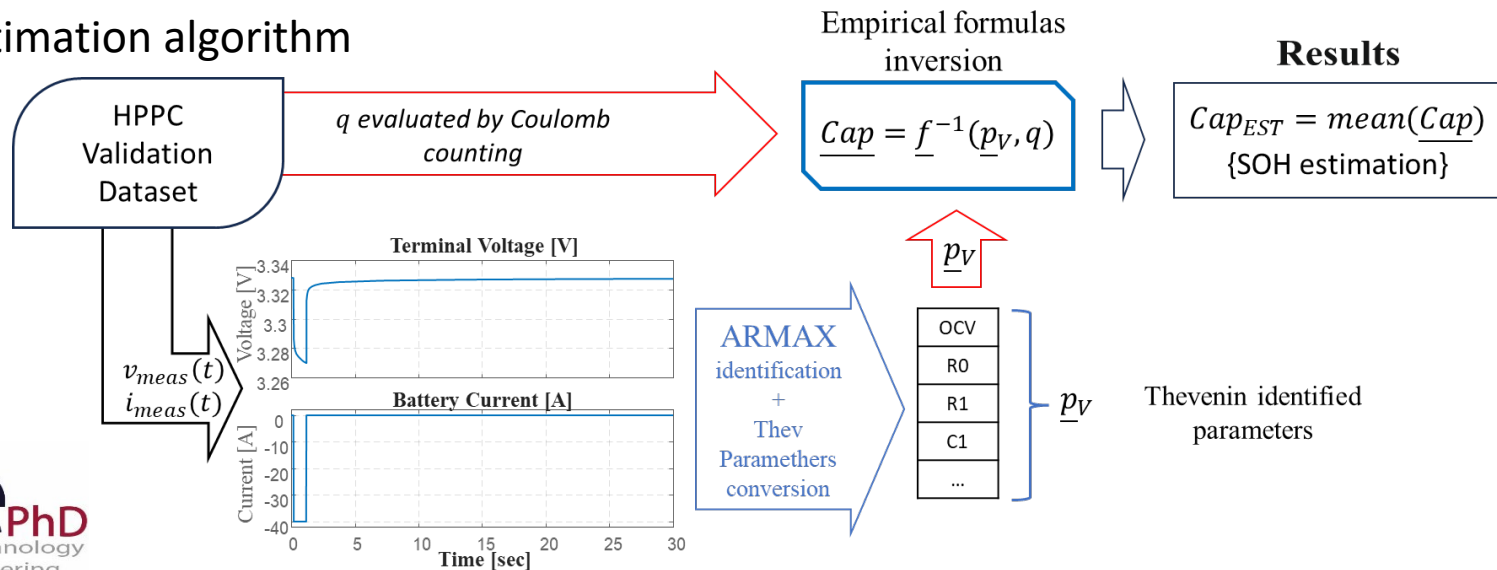 timation algorithm
HPPC
Validation
Dataset
q evaluated by Coulomb
counting
Empirical formulas
inversion
Cap = f⁻¹(p_V, q)
Results
Cap_EST = mean(Cap)
{SOH estimation}
v_meas(t)
i_meas(t)
Terminal Voltage [V]
Voltage [V]
3.34
3.32
3.3
3.28
3.26
Battery Current [A]
Current [A]
0
-10
-20
-30
-40
0 5 10 15 20 25 30
Time [sec]
ARMAX
identification
+
Thev
Paramethers
conversion
p_V
OCV
R0
R1
C1
...
p_V
Thevenin identified
parameters
PhD
nology
ering